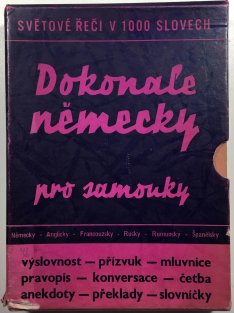 SVĚTOVÉ ŘEČI V 1000 SLOVECH
Dokonale
německy
pro samouky
Německy - Anglicky - Francouzsky - Rusky - Rumunsky - Španělsky
výslovnost — přízvuk — mluvnice
pravopis — konversace — četba
anekdoty — překlady — slovníčky